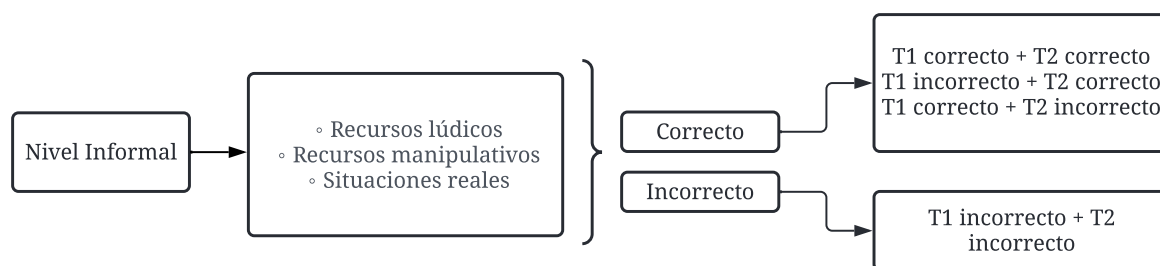 Nivel Informal
◦ Recursos lúdicos
◦ Recursos manipulativos
◦ Situaciones reales
Correcto
Incorrecto
T1 correcto + T2 correcto
T1 incorrecto + T2 correcto
T1 correcto + T2 incorrecto
T1 incorrecto + T2
incorrecto